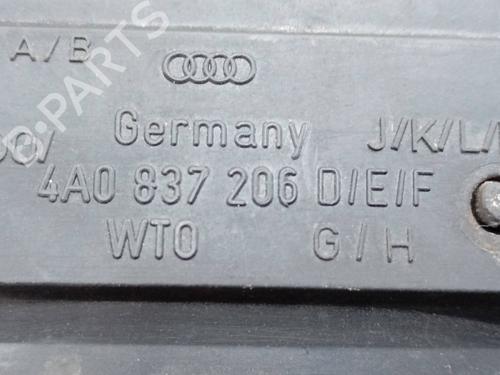 A/B
Germany J/K/L/
4A0 837 206 D/E/F
WTO G/H